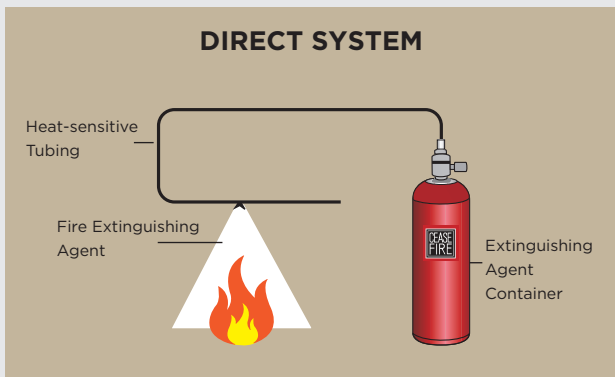 DIRECT SYSTEM
Heat-sensitive
Tubing
Fire Extinguishing
Agent
CEASE
FIRE
Extinguishing
Agent
Container